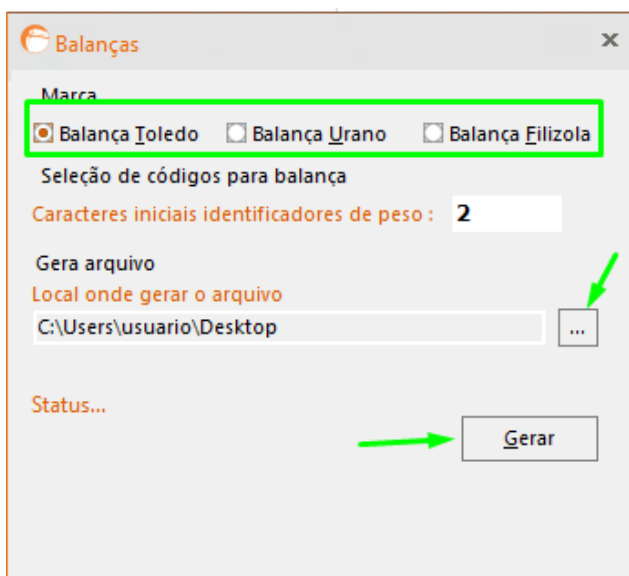 Balanças
Marca
Balança Toledo Balança Urano Balança Filizola
Seleção de códigos para balança
Caracteres iniciais identificadores de peso : 2
Gera arquivo
Local onde gerar o arquivo
C:\Users\usuario\Desktop ...
Status...
Gerar